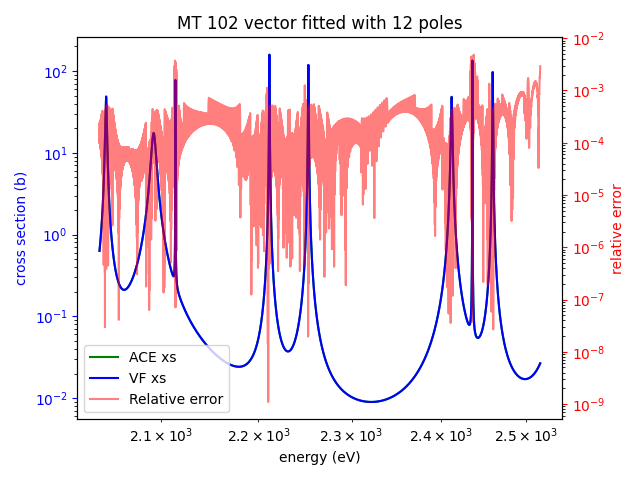 MT 102 vector fitted with 12 poles
10²
10¹
10⁰
10⁻¹
10⁻²
cross section (b)
10⁻²
10⁻³
10⁻⁴
10⁻⁵
10⁻⁶
10⁻⁷
10⁻⁸
10⁻⁹
relative error
ACE xs
VF xs
Relative error
2.1 × 10³ 2.2 × 10³ 2.3 × 10³ 2.4 × 10³ 2.5 × 10³
energy (eV)